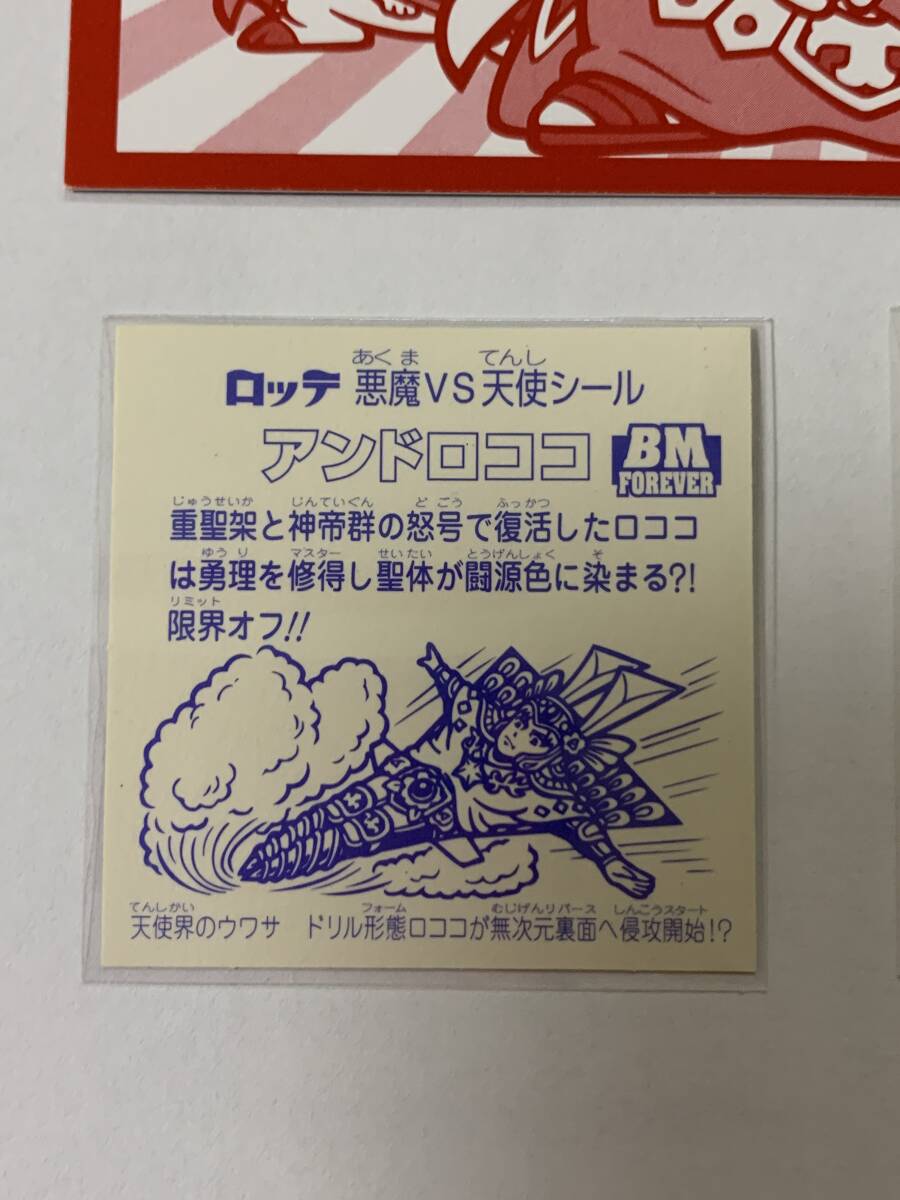 ロッテ 悪魔VS天使シール
あくま てんし
アンドロココ
BM
FOREVER
じゅうせいか じんていぐん どごう ふっかつ
重聖架と神帝群の怒号で復活したロココ
ゆうり マスター せいたい とうげんしょく そ
は勇理を修得し聖体が闘源色に染まる?!
リミット
限界オフ!!
てんしかい フォーム むじげんリバース しんこうスタート
天使界のウワサ ドリル形態ロココが無次元裏面へ侵攻開始!?